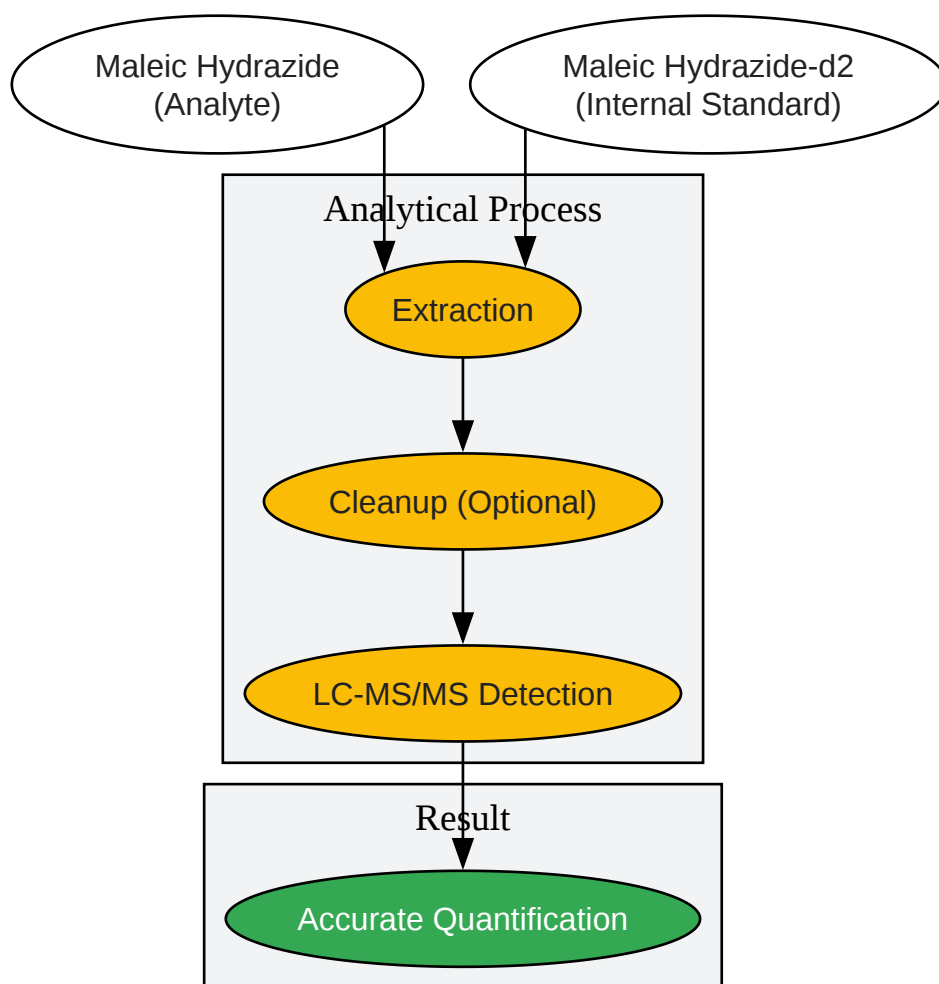 Maleic Hydrazide
(Analyte)
Maleic Hydrazide-d2
(Internal Standard)
Analytical Process
Extraction
Cleanup (Optional)
LC-MS/MS Detection
Result
Accurate Quantification